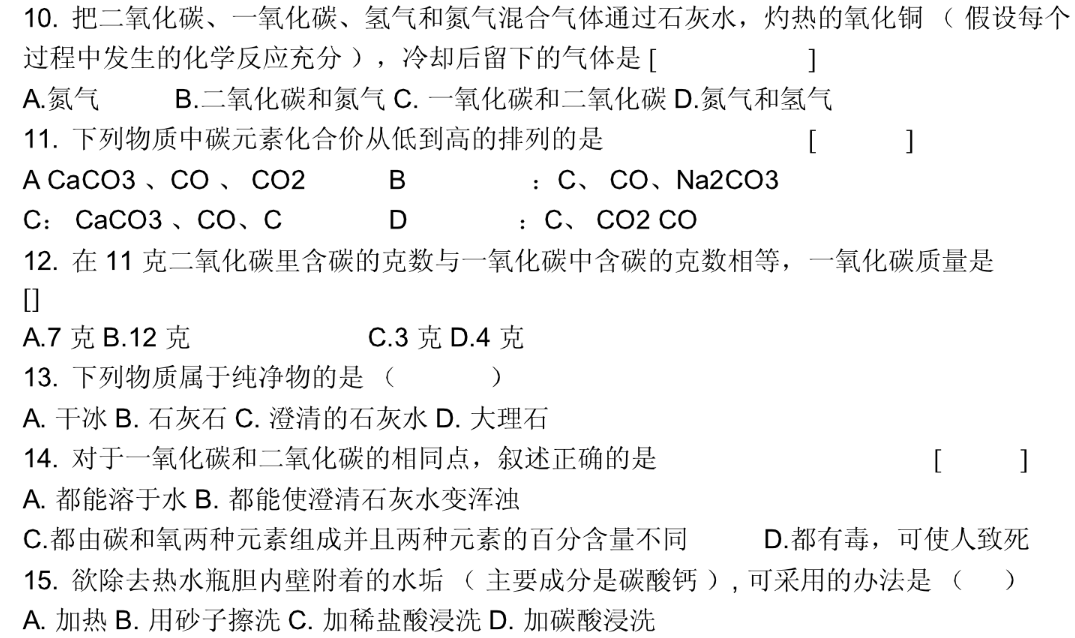 10. 把二氧化碳、一氧化碳、氢气和氮气混合气体通过石灰水，灼热的氧化铜 （ 假设每个
过程中发生的化学反应充分 ），冷却后留下的气体是 [ ]
A.氮气 B.二氧化碳和氮气 C. 一氧化碳和二氧化碳 D.氮气和氢气
11. 下列物质中碳元素化合价从低到高的排列的是 [ ]
A CaCO3 、CO 、 CO2 B ：C、 CO、Na2CO3
C： CaCO3 、CO、C D ：C、 CO2 CO
12. 在 11 克二氧化碳里含碳的克数与一氧化碳中含碳的克数相等，一氧化碳质量是
[]
A.7 克 B.12 克 C.3 克 D.4 克
13. 下列物质属于纯净物的是 （ ）
A. 干冰 B. 石灰石 C. 澄清的石灰水 D. 大理石
14. 对于一氧化碳和二氧化碳的相同点，叙述正确的是 [ ]
A. 都能溶于水 B. 都能使澄清石灰水变浑浊
C.都由碳和氧两种元素组成并且两种元素的百分含量不同 D.都有毒，可使人致死
15. 欲除去热水瓶胆内壁附着的水垢 （ 主要成分是碳酸钙 ）, 可采用的办法是 （ ）
A. 加热 B. 用砂子擦洗 C. 加稀盐酸浸洗 D. 加碳酸浸洗